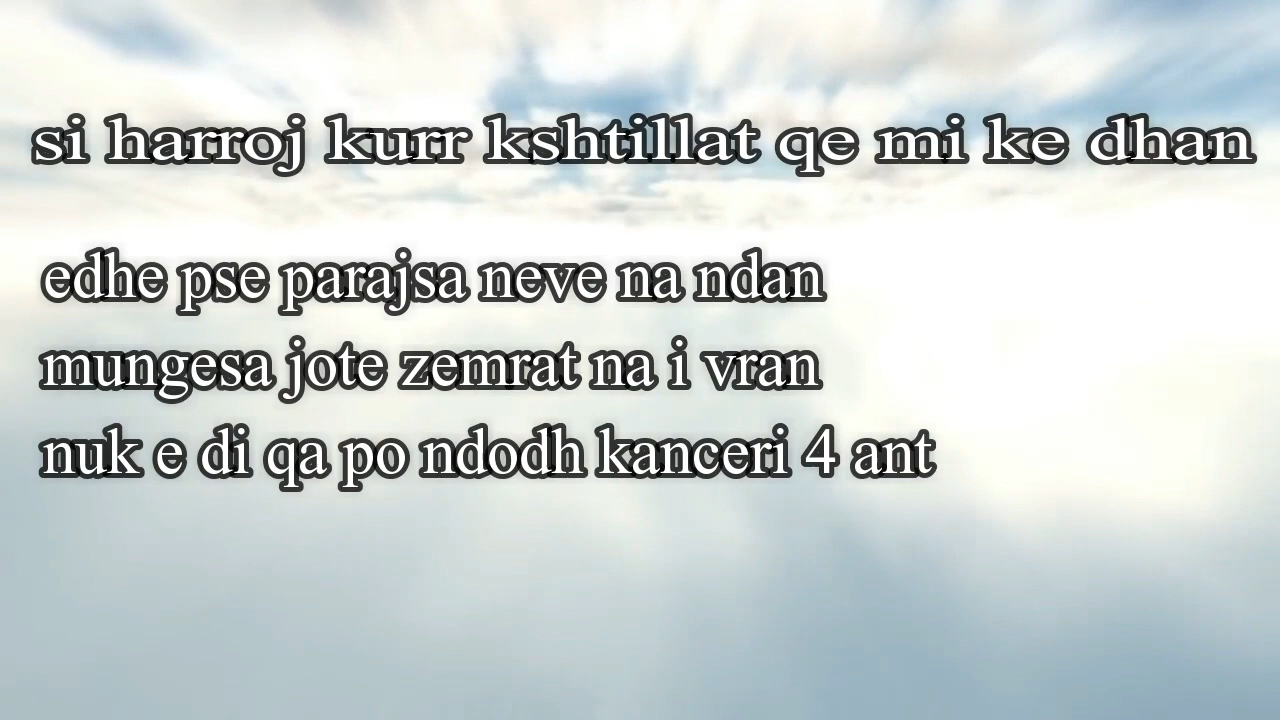 si harroj kurr kshtillat qe mi ke dhan
edhe pse parajsa neve na ndan
mungesa jote zemrat na i vran
nuk e di qa po ndodh kanceri 4 ant